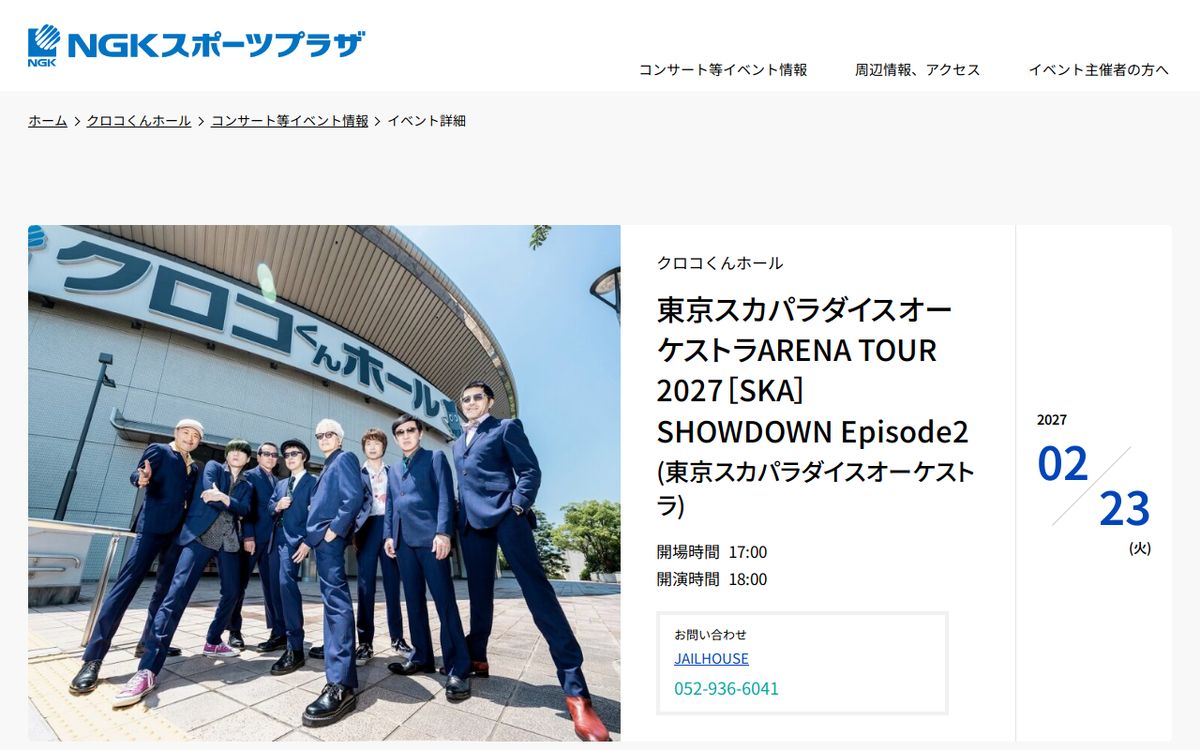 NGK
NGKスポーツプラザ
コンサート等イベント情報
周辺情報、アクセス
イベント主催者の方へ
ホーム > クロコくんホール > コンサート等イベント情報 > イベント詳細
クロコくんホール
クロコくんホール
東京スカパラダイスオー
ケストラARENA TOUR
2027［SKA］
SHOWDOWN Episode2
(東京スカパラダイスオーケスト
ラ)
開場時間 17:00
開演時間 18:00
お問い合わせ
JAILHOUSE
052-936-6041
2027
02
23
(火)